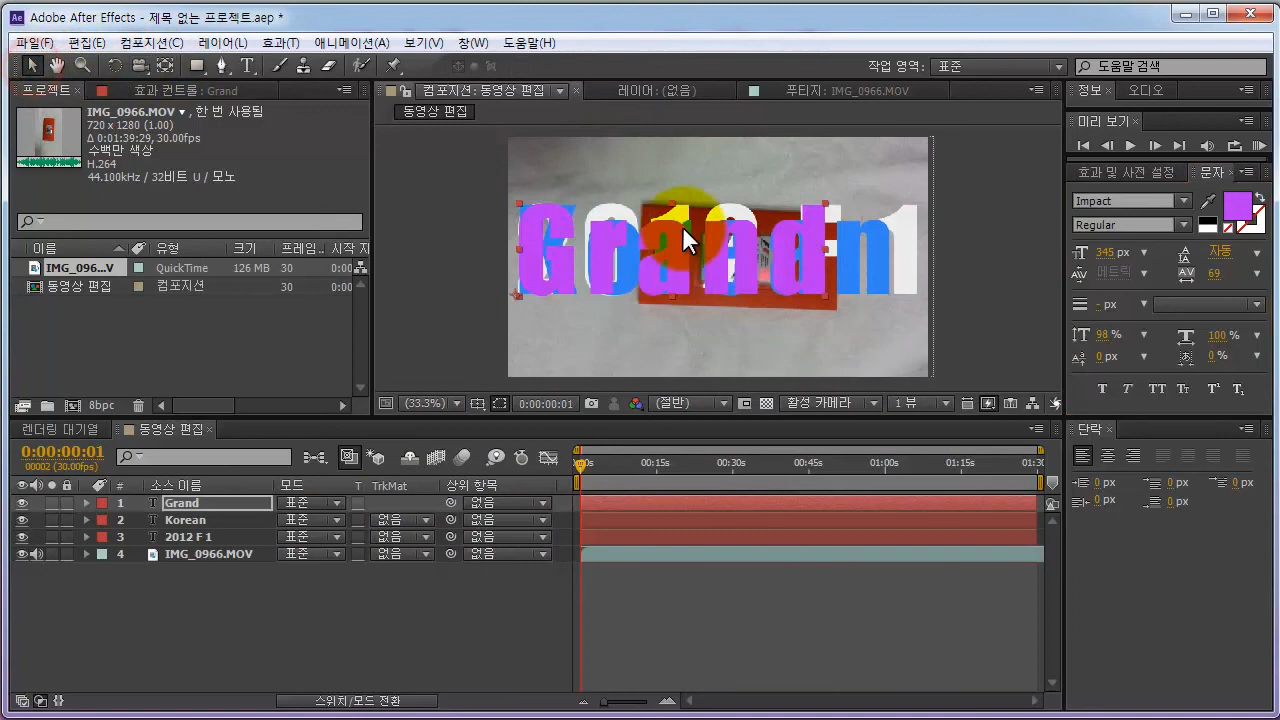 Adobe After Effects - 제목 없는 프로젝트.aep *
파일(F) 편집(E) 컴포지션(C) 레이어(L) 효과(T) 애니메이션(A) 보기(V) 창(W) 도움말(H)
작업 영역: 표준 도움말 검색
프로젝트 효과 컨트롤: Grand
IMG_0966.MOV ▼, 한 번 사용됨
720 x 1280 (1.00)
Δ 0:01:39:29, 30.00fps
수백만 색상
H.264
44.100kHz / 32비트 U / 모노
이름 유형 크기 프레임... 시작 지
IMG_096...V QuickTime 126 MB 30 0:00
동영상 편집 컴포지션 30 0:00
8bpc
컴포지션: 동영상 편집 레이어: (없음) 푸티지: IMG_0966.MOV
동영상 편집
Grand
(33.3%) 0:00:00:01 (절반) 활성 카메라 1 뷰
정보 오디오
미리 보기
효과 및 사전 설정 문자
Impact
Regular
345 px 자동
메트릭 69
- px
98 % 100 %
0 px 0 %
단락
0 px 0 px 0 px
0 px 0 px
렌더링 대기열 동영상 편집
0:00:00:01
00002 (30.00fps)
00s 00:15s 00:30s 00:45s 01:00s 01:15s 01:30
# 소스 이름 모드 T TrkMat 상위 항목
1 T Grand 표준 없음
2 T Korean 표준 없음 없음
3 T 2012 F 1 표준 없음 없음
4 IMG_0966.MOV 표준 없음 없음
스위치/모드 전환